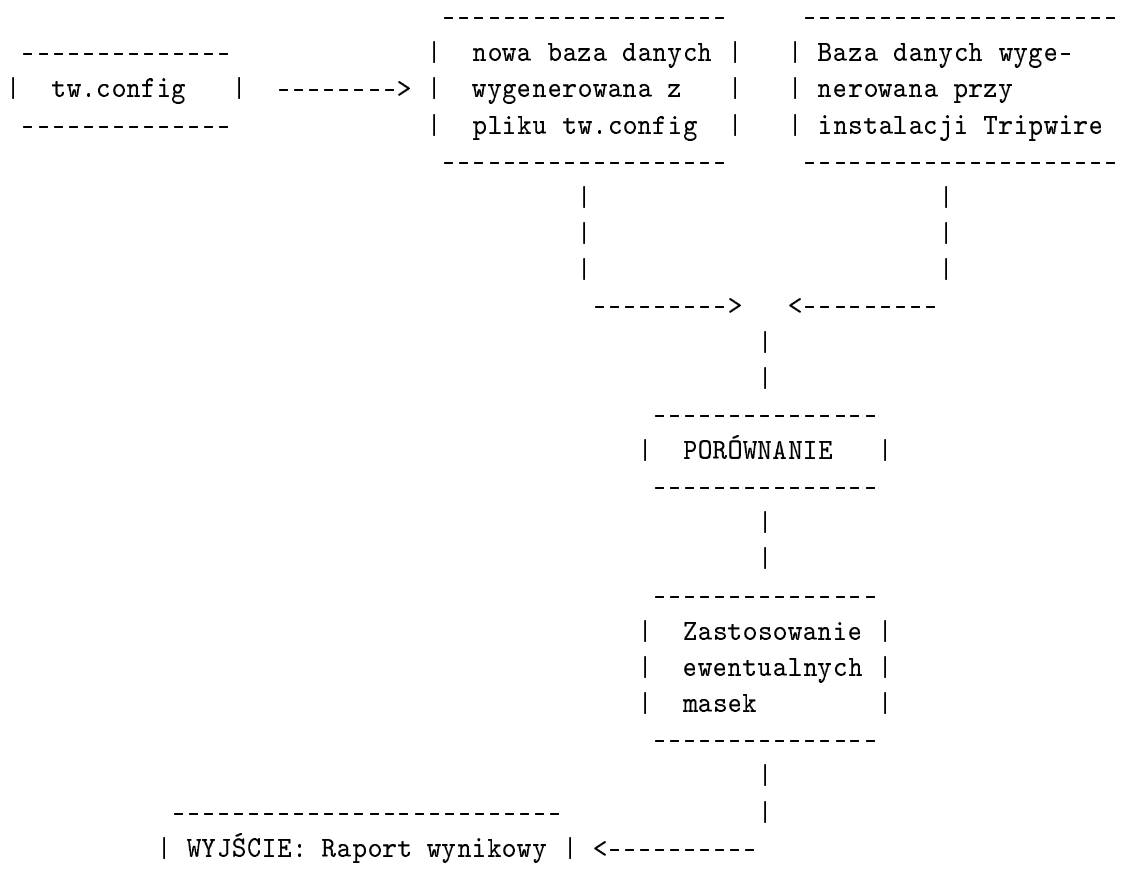 tw.config
nowa baza danych
wygenerowana z
pliku tw.config
Baza danych wyge-
nerowana przy
instalacji Tripwire
PORÓWNANIE
Zastosowanie
ewentualnych
masek
WYJŚCIE: Raport wynikowy